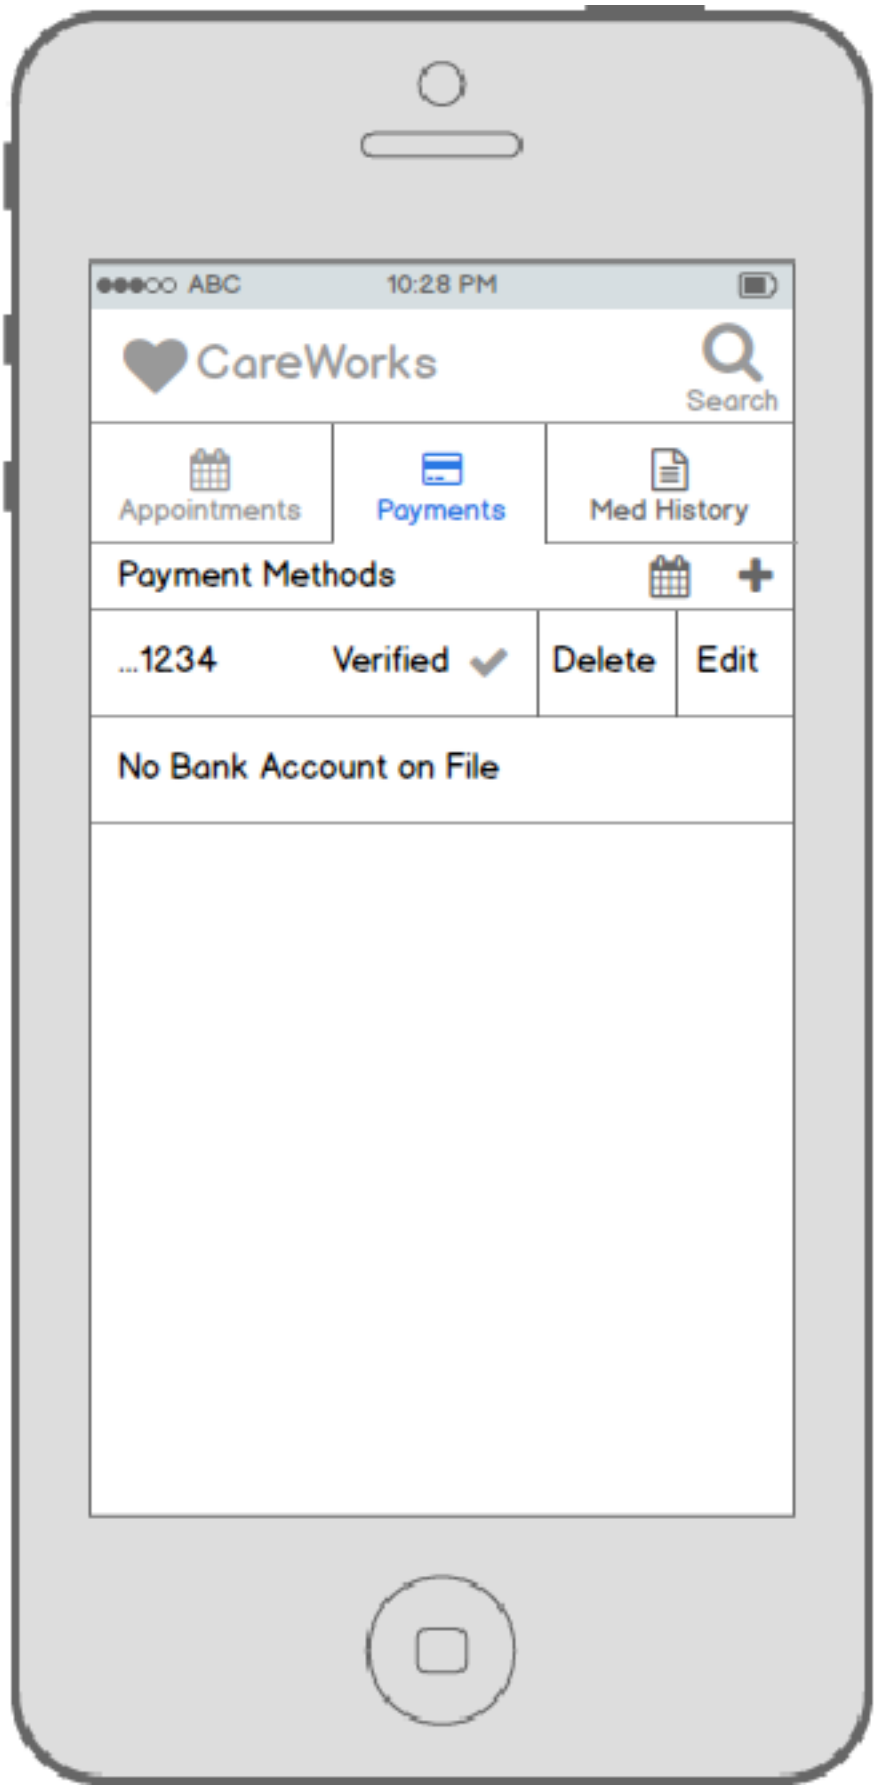 ABC 10:28 PM
CareWorks
Search
Appointments Payments Med History
Payment Methods
...1234 Verified Delete Edit
No Bank Account on File